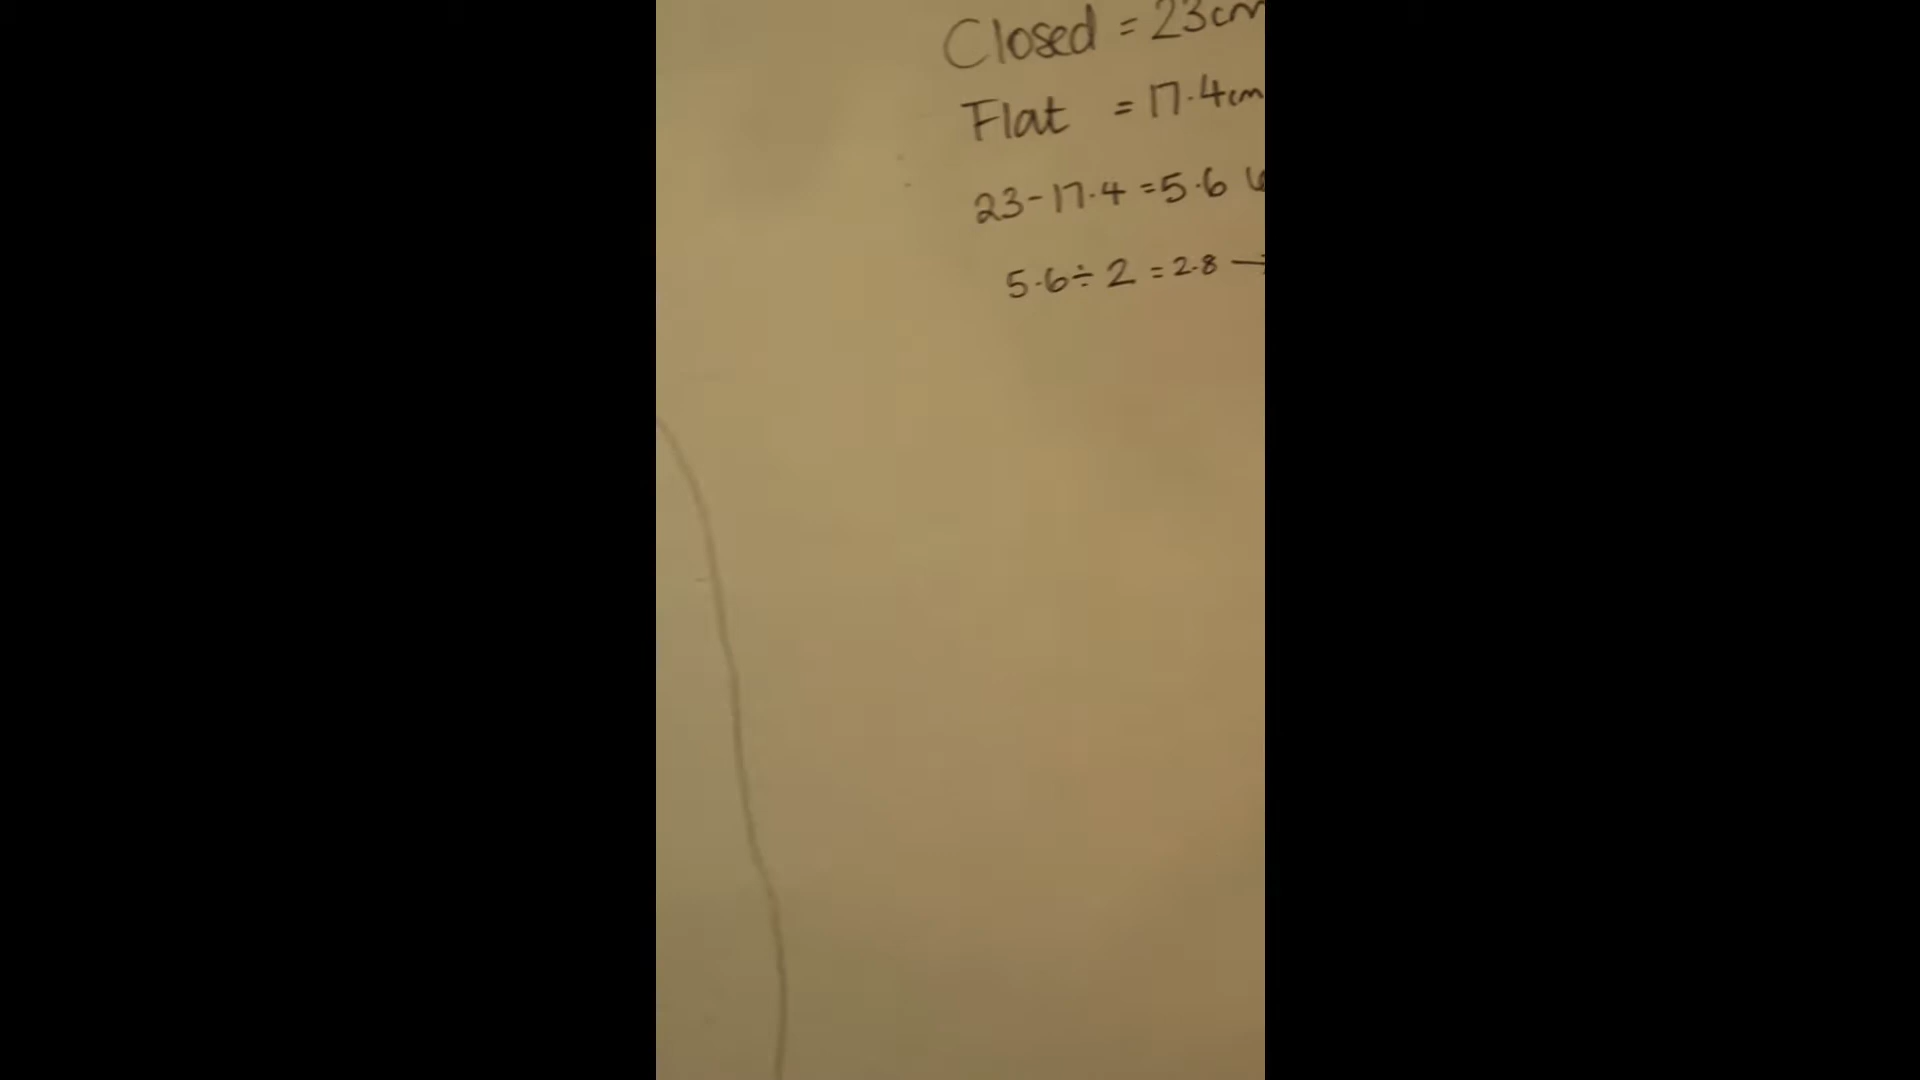 Closed = 23cm
Flat = 17.4cm
23-17.4 =5.6
5.6÷2 =2.8 →